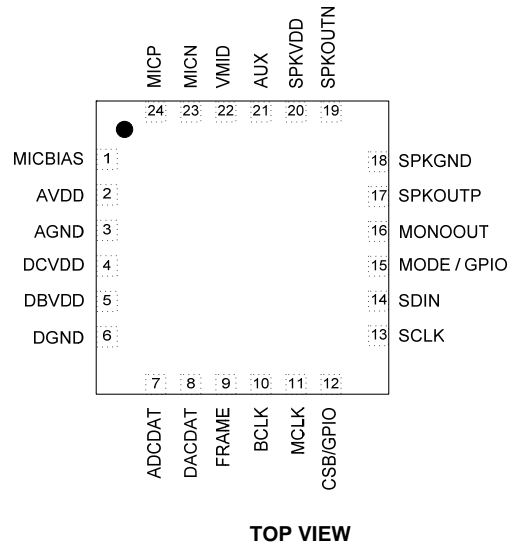 MICP
MICN
VMID
AUX
SPKVDD
SPKOUTN
24
23
22
21
20
19
MICBIAS 1
AVDD 2
AGND 3
DCVDD 4
DBVDD 5
DGND 6
18 SPKGND
17 SPKOUTP
16 MONOOUT
15 MODE / GPIO
14 SDIN
13 SCLK
7
8
9
10
11
12
ADCDAT
DACDAT
FRAME
BCLK
MCLK
CSB/GPIO
TOP VIEW